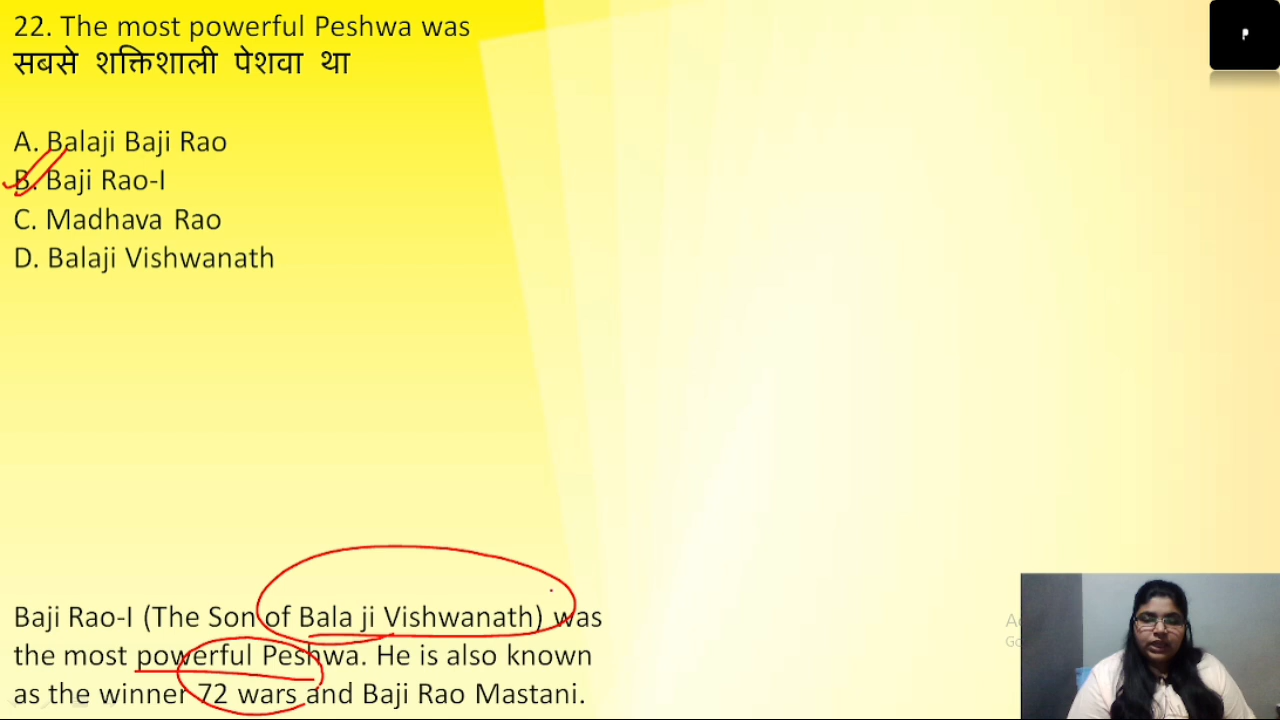 22. The most powerful Peshwa was
सबसे शक्तिशाली पेशवा था
A. Balaji Baji Rao
B. Baji Rao-I
C. Madhava Rao
D. Balaji Vishwanath
Baji Rao-I (The Son of Bala ji Vishwanath) was
the most powerful Peshwa. He is also known
as the winner 72 wars and Baji Rao Mastani.